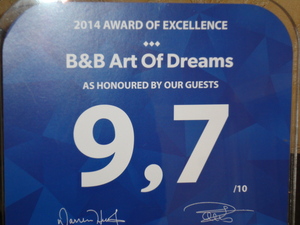 2014 AWARD OF EXCELLENCE
B&B Art Of Dreams
AS HONOURED BY OUR GUESTS
9,7
/10